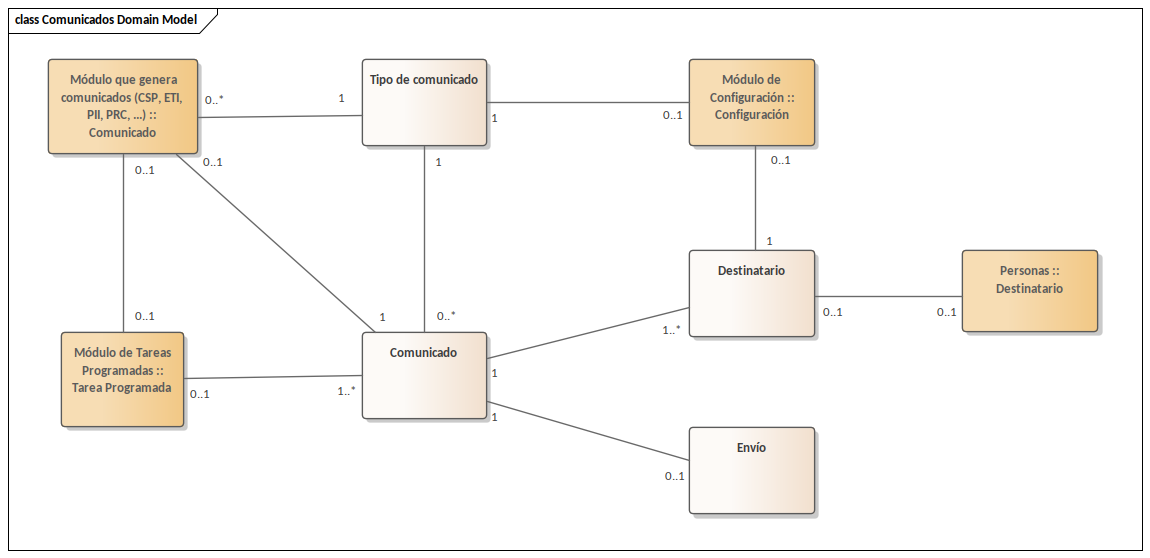 class Comunicados Domain Model
Módulo que genera
comunicados (CSP, ETI,
PII, PRC, ...) ::
Comunicado
0..*
1
Tipo de comunicado
1
0..1
Módulo de
Configuración ::
Configuración
0..1
0..1
1
0..1
1
Destinatario
0..1
0..1
Personas ::
Destinatario
0..1
1
0..*
1..*
Módulo de Tareas
Programadas ::
Tarea Programada
0..1
1..*
Comunicado
1
1
Envío
0..1